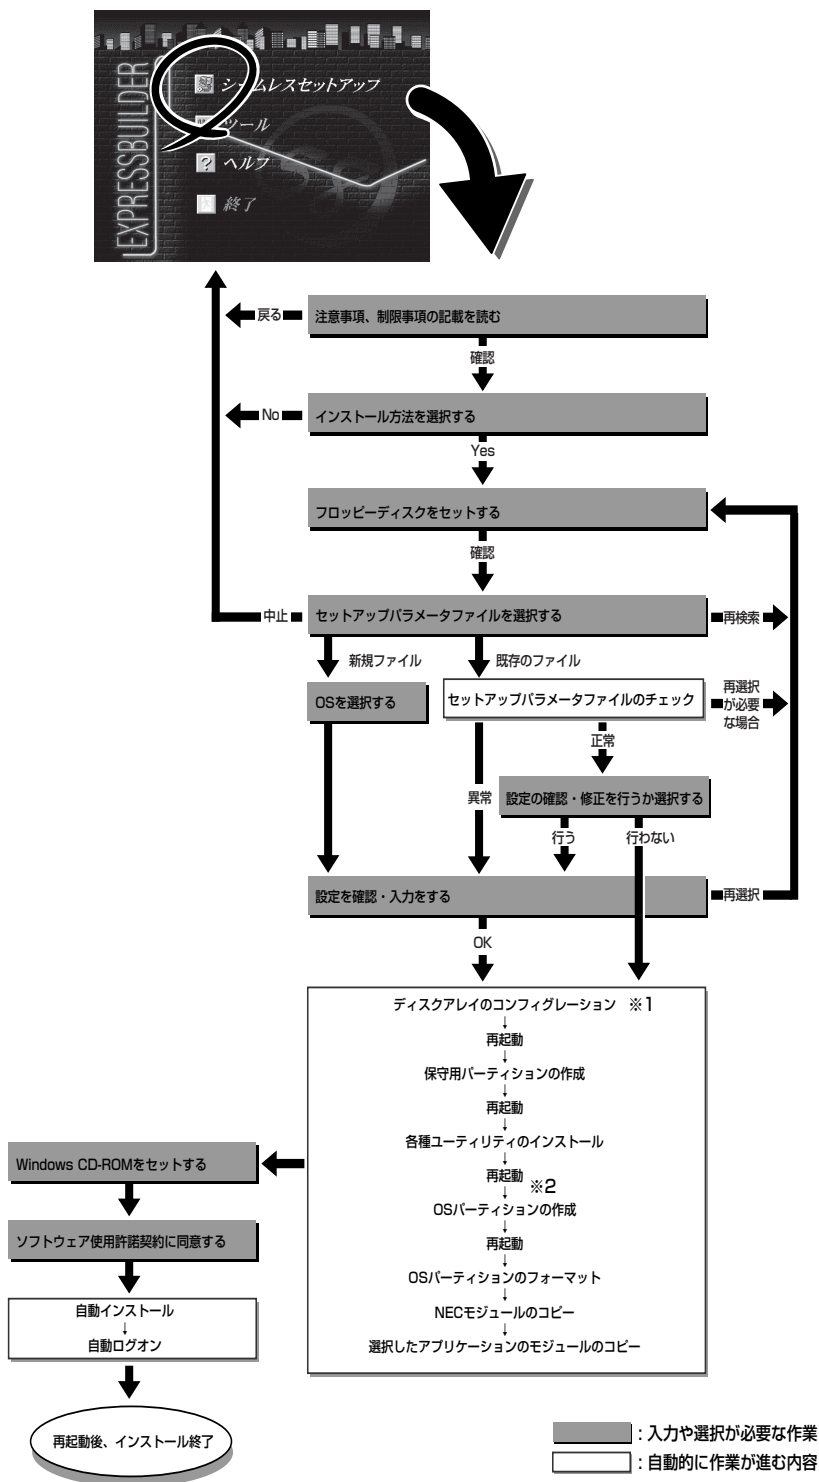 EXPRESSBUILDER
シームレスセットアップ
ツール
ヘルプ
終了
戻る
注意事項、制限事項の記載を読む
確認
No
インストール方法を選択する
Yes
フロッピーディスクをセットする
確認
中止
セットアップパラメータファイルを選択する
再検索
新規ファイル
既存のファイル
OSを選択する
セットアップパラメータファイルのチェック
再選択
が必要
な場合
正常
異常
設定の確認・修正を行うか選択する
行う
行わない
設定を確認・入力をする
再選択
OK
ディスクアレイのコンフィグレーション ※1
↓
再起動
↓
保守用パーティションの作成
↓
再起動
↓
各種ユーティリティのインストール
↓
再起動
↓ ※2
OSパーティションの作成
↓
再起動
↓
OSパーティションのフォーマット
↓
NECモジュールのコピー
↓
選択したアプリケーションのモジュールのコピー
Windows CD-ROMをセットする
ソフトウェア使用許諾契約に同意する
自動インストール
↓
自動ログオン
再起動後、インストール終了
：入力や選択が必要な作業
：自動的に作業が進む内容